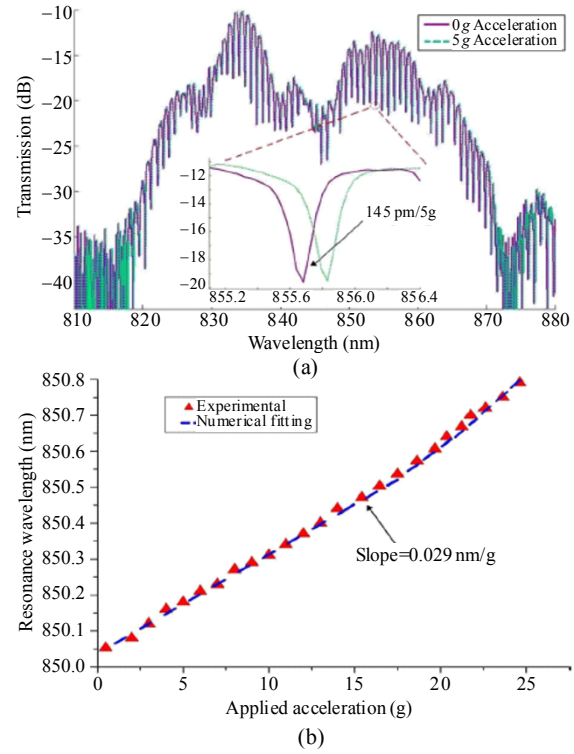 (a)
−10
−15
−20
−25
−30
−35
−40
Transmission (dB)
0g Acceleration
5g Acceleration
−12
−14
−16
−18
−20
145 pm/5g
855.2 855.6 856.0 856.4
810 820 830 840 850 860 870 880
Wavelength (nm)
(a)
850.8
850.7
850.6
850.5
850.4
850.3
850.2
850.1
850.0
Resonance wavelength (nm)
Experimental
Numerical fitting
Slope=0.029 nm/g
0 5 10 15 20 25
Applied acceleration (g)
(b)